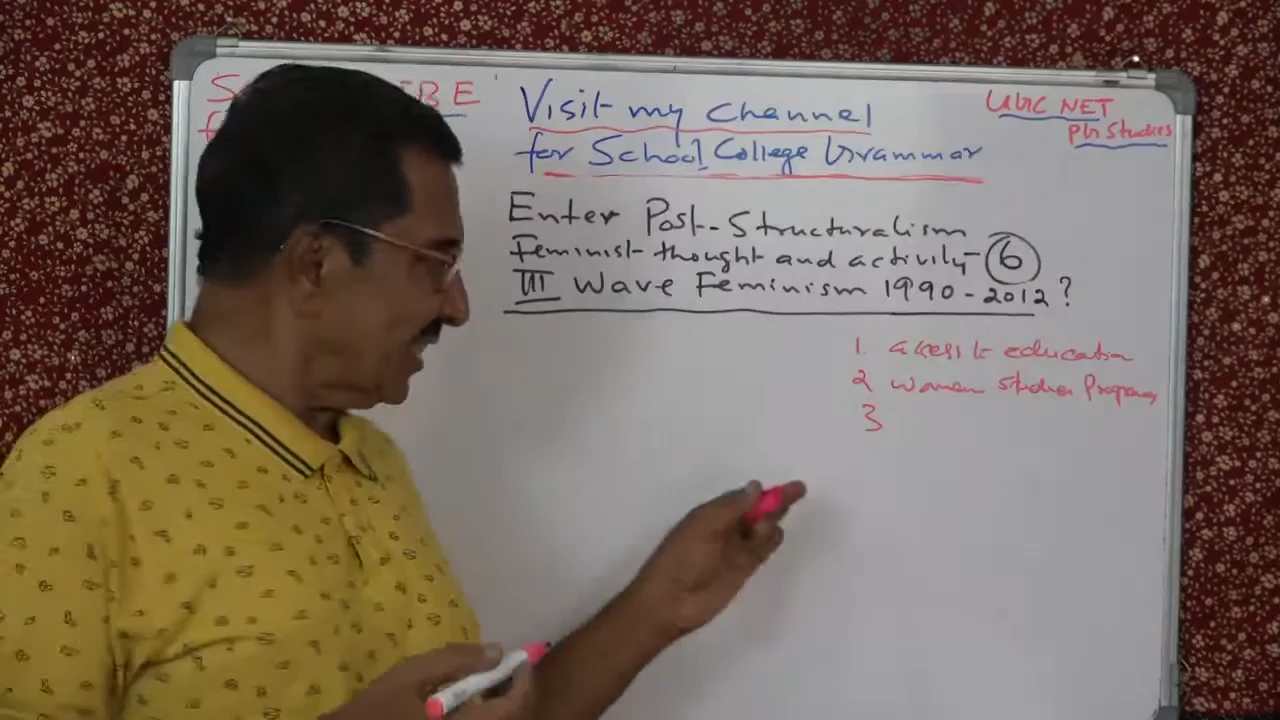 Visit my channel
for School College Grammar
UGC NET
Ph Studies
Enter Post-Structuralism
Feminist thought and activity- 6
III Wave Feminism 1990-2012?
1. access to education
2 women studies Programs
3